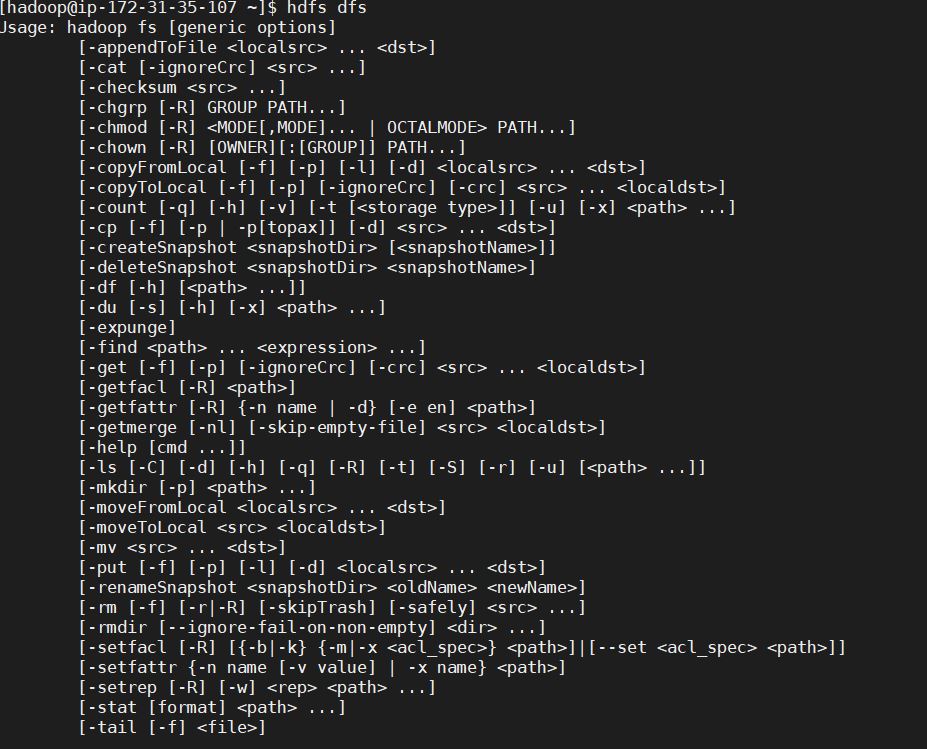 [hadoop@ip-172-31-35-107 ~]$ hdfs dfs
Usage: hadoop fs [generic options]
[-appendToFile <localsrc> ... <dst>]
[-cat [-ignoreCrc] <src> ...]
[-checksum <src> ...]
[-chgrp [-R] GROUP PATH...]
[-chmod [-R] <MODE[,MODE]... | OCTALMODE> PATH...]
[-chown [-R] [OWNER][:[GROUP]] PATH...]
[-copyFromLocal [-f] [-p] [-l] [-d] <localsrc> ... <dst>]
[-copyToLocal [-f] [-p] [-ignoreCrc] [-crc] <src> ... <localdst>]
[-count [-q] [-h] [-v] [-t [<storage type>]] [-u] [-x] <path> ...]
[-cp [-f] [-p | -p[topax]] [-d] <src> ... <dst>]
[-createSnapshot <snapshotDir> [<snapshotName>]]
[-deleteSnapshot <snapshotDir> <snapshotName>]
[-df [-h] [<path> ...]]
[-du [-s] [-h] [-x] <path> ...]
[-expunge]
[-find <path> ... <expression> ...]
[-get [-f] [-p] [-ignoreCrc] [-crc] <src> ... <localdst>]
[-getfacl [-R] <path>]
[-getfattr [-R] {-n name | -d} [-e en] <path>]
[-getmerge [-nl] [-skip-empty-file] <src> <localdst>]
[-help [cmd ...]]
[-ls [-C] [-d] [-h] [-q] [-R] [-t] [-S] [-r] [-u] [<path> ...]]
[-mkdir [-p] <path> ...]
[-moveFromLocal <localsrc> ... <dst>]
[-moveToLocal <src> <localdst>]
[-mv <src> ... <dst>]
[-put [-f] [-p] [-l] [-d] <localsrc> ... <dst>]
[-renameSnapshot <snapshotDir> <oldName> <newName>]
[-rm [-f] [-r|-R] [-skipTrash] [-safely] <src> ...]
[-rmdir [--ignore-fail-on-non-empty] <dir> ...]
[-setfacl [-R] [{-b|-k} {-m|-x <acl_spec>} <path>]|[--set <acl_spec> <path>]]
[-setfattr {-n name [-v value] | -x name} <path>]
[-setrep [-R] [-w] <rep> <path> ...]
[-stat [format] <path> ...]
[-tail [-f] <file>]